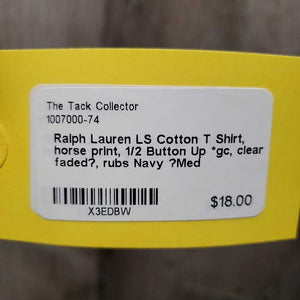 The Tack Collector
1007000-74
Ralph Lauren LS Cotton T Shirt,
horse print, 1/2 Button Up *gc, clear
faded?, rubs Navy ?Med
$18.00
X3EDBW